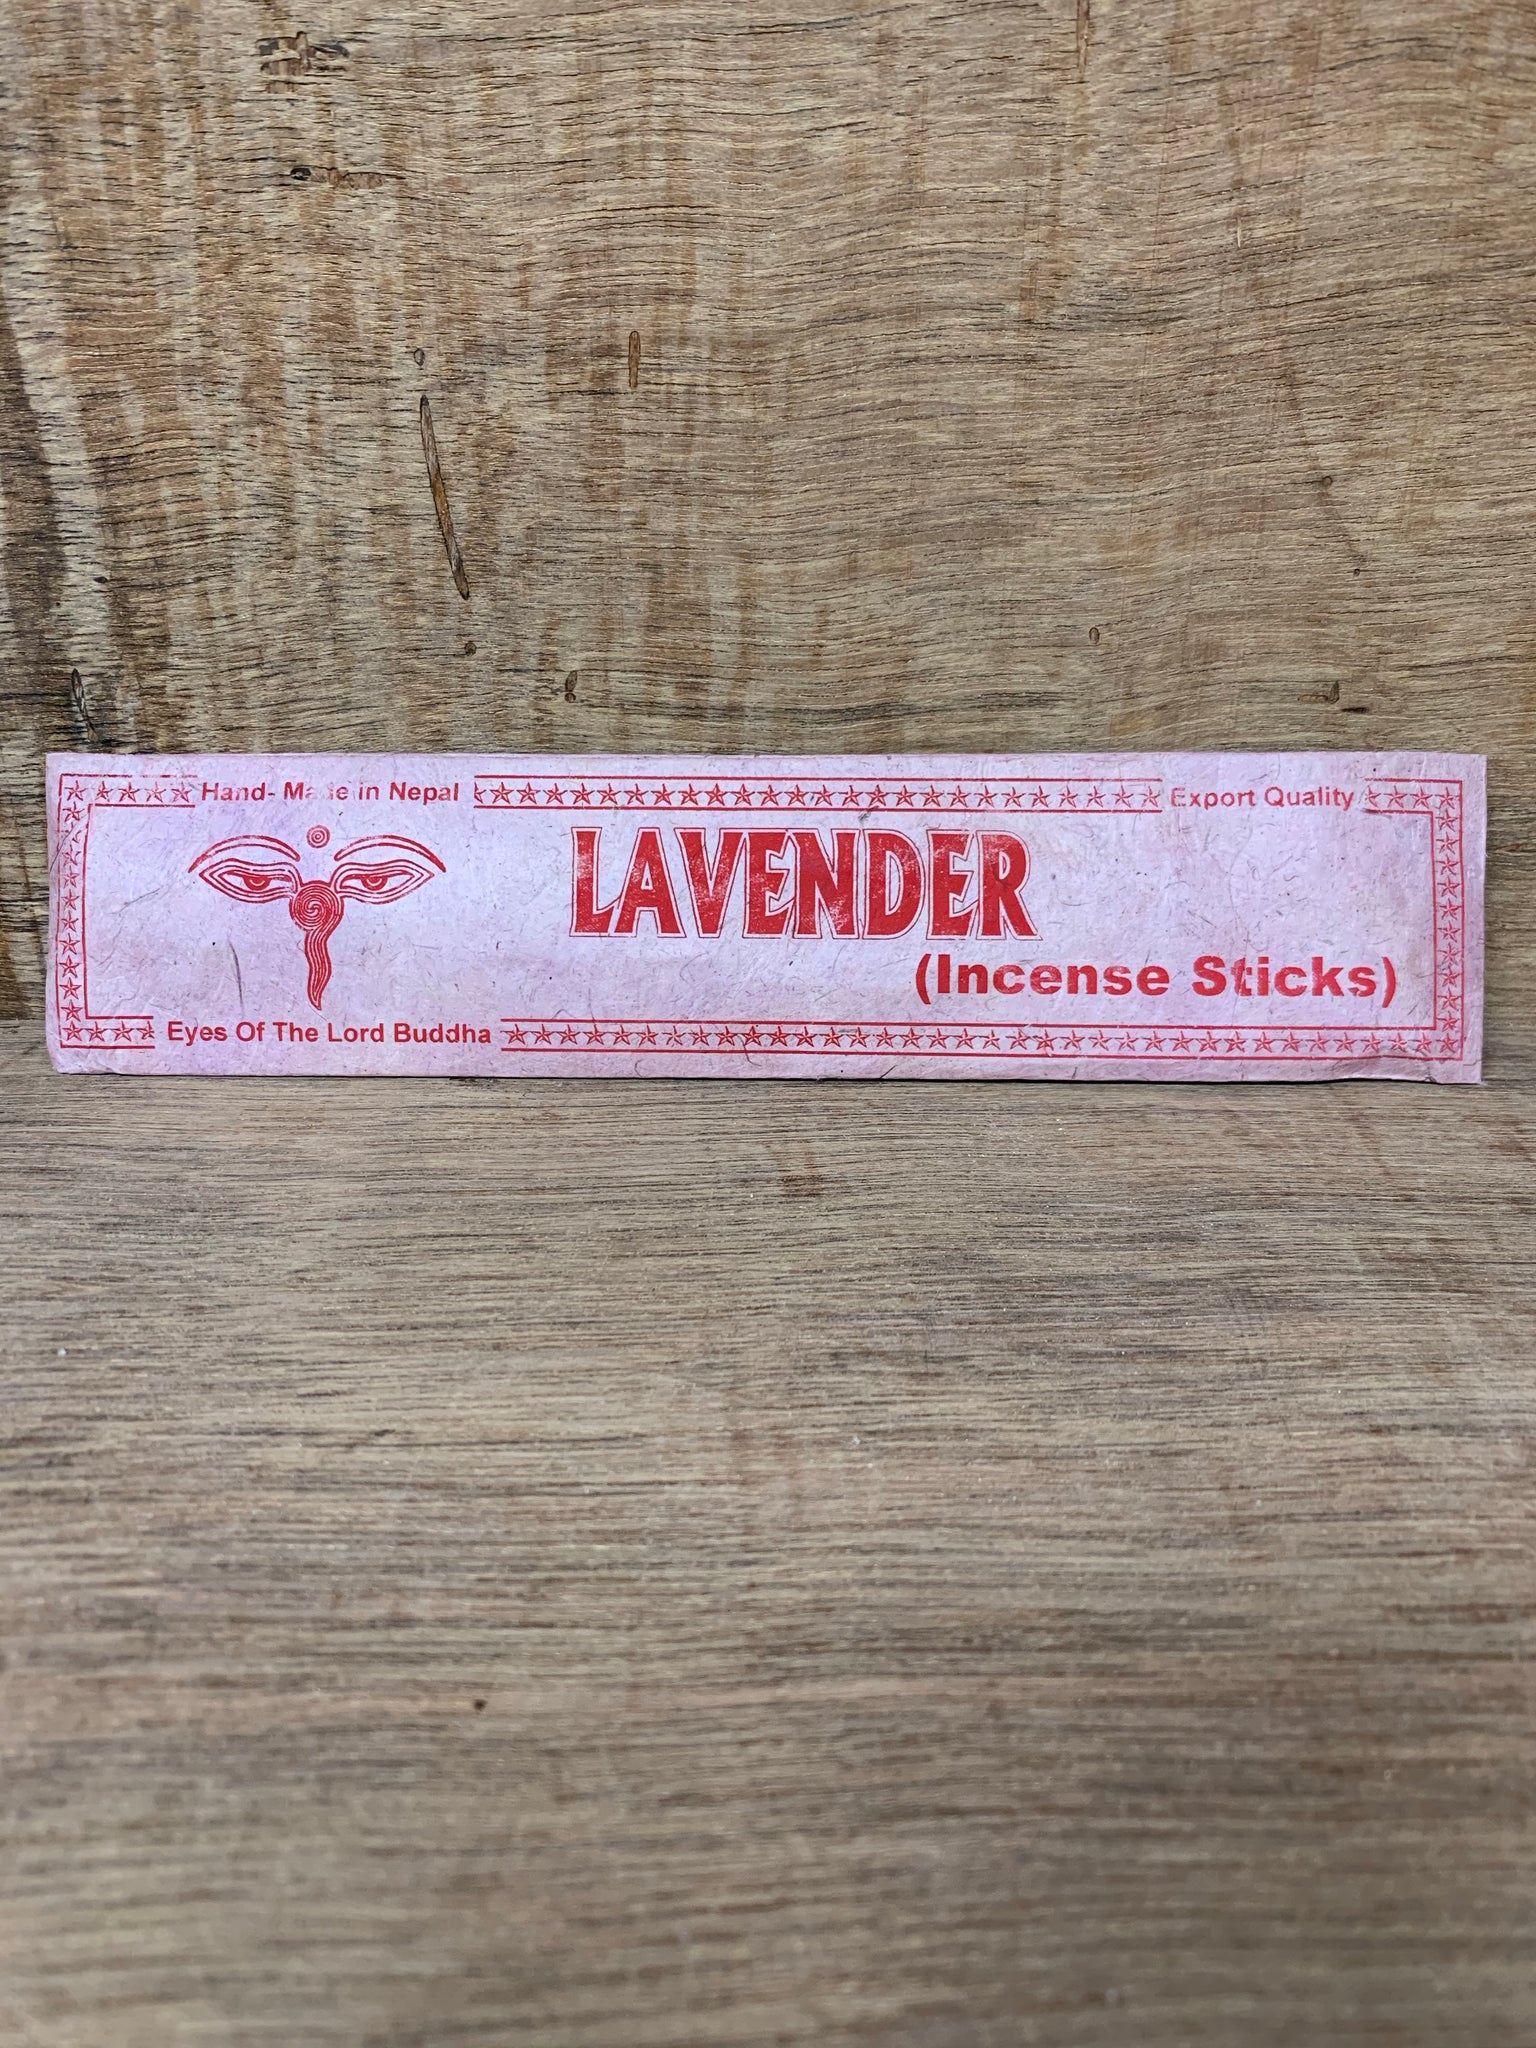 Hand- Made in Nepal
Export Quality
LAVENDER
(Incense Sticks)
Eyes Of The Lord Buddha